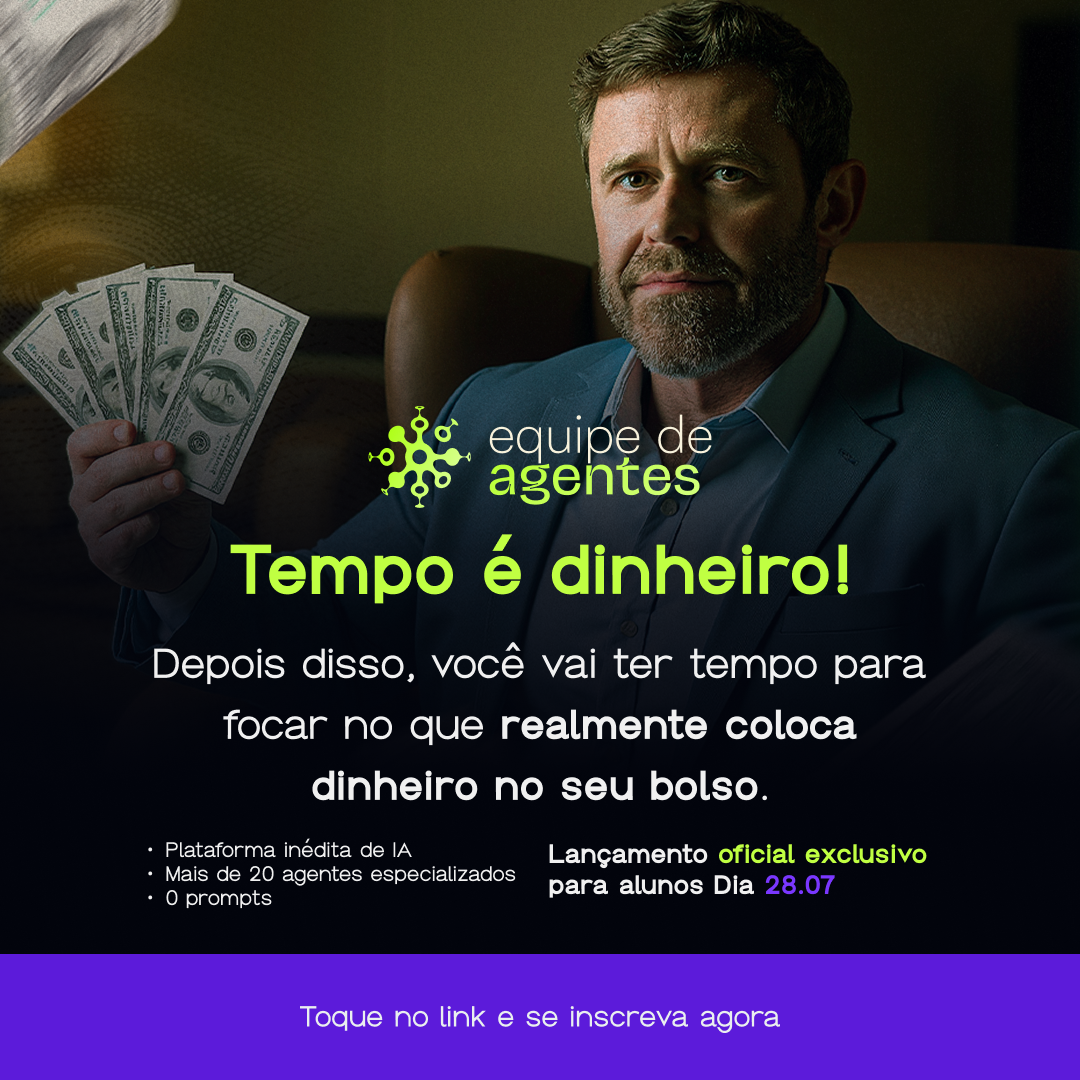 equipe de
agentes
Tempo é dinheiro!
Depois disso, você vai ter tempo para
focar no que realmente coloca
dinheiro no seu bolso.
• Plataforma inédita de IA
• Mais de 20 agentes especializados
• 0 prompts
Lançamento oficial exclusivo
para alunos Dia 28.07
Toque no link e se inscreva agora